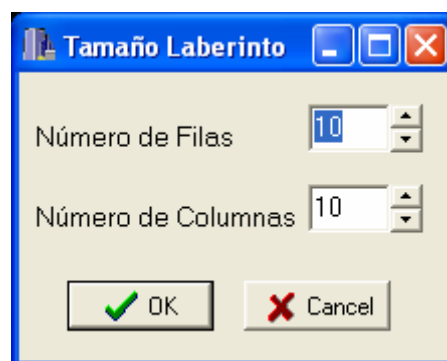 Tamaño Laberinto
Número de Filas 10
Número de Columnas 10
OK Cancel